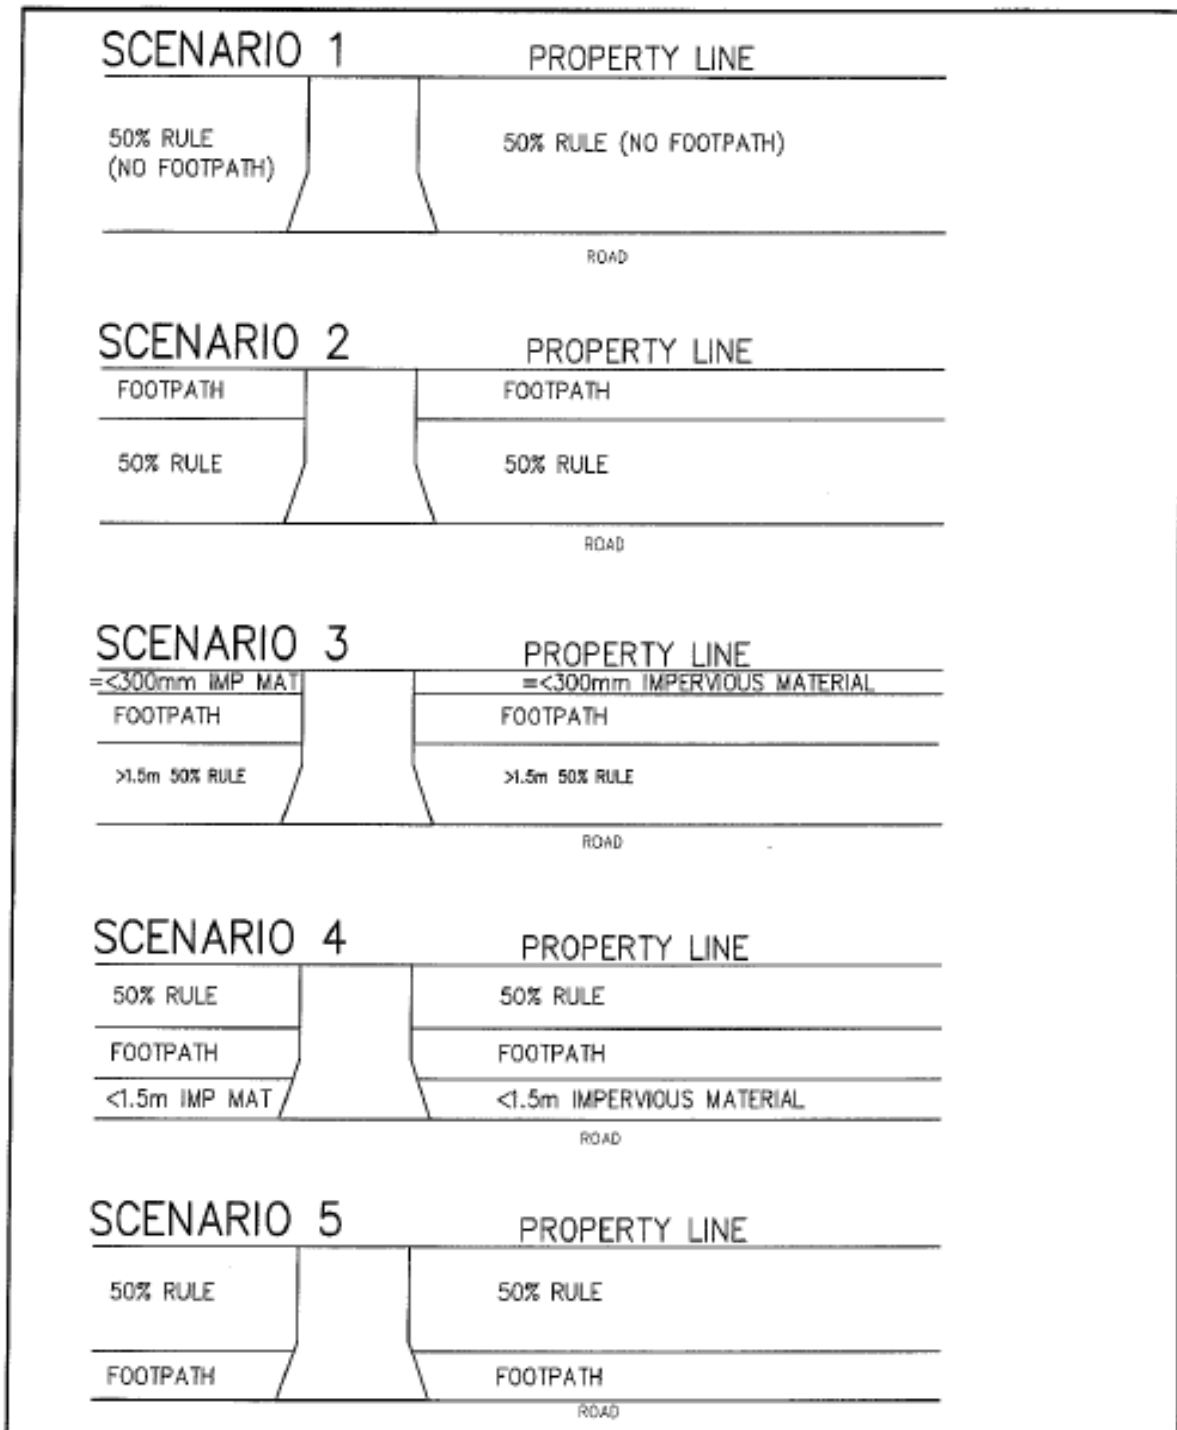 SCENARIO 1
PROPERTY LINE
50% RULE
(NO FOOTPATH)
50% RULE (NO FOOTPATH)
ROAD
SCENARIO 2
PROPERTY LINE
FOOTPATH
FOOTPATH
50% RULE
50% RULE
ROAD
SCENARIO 3
PROPERTY LINE
=<300mm IMP MAT
=<300mm IMPERVIOUS MATERIAL
FOOTPATH
FOOTPATH
>1.5m 50% RULE
>1.5m 50% RULE
ROAD
SCENARIO 4
PROPERTY LINE
50% RULE
50% RULE
FOOTPATH
FOOTPATH
<1.5m IMP MAT
<1.5m IMPERVIOUS MATERIAL
ROAD
SCENARIO 5
PROPERTY LINE
50% RULE
50% RULE
FOOTPATH
FOOTPATH
ROAD